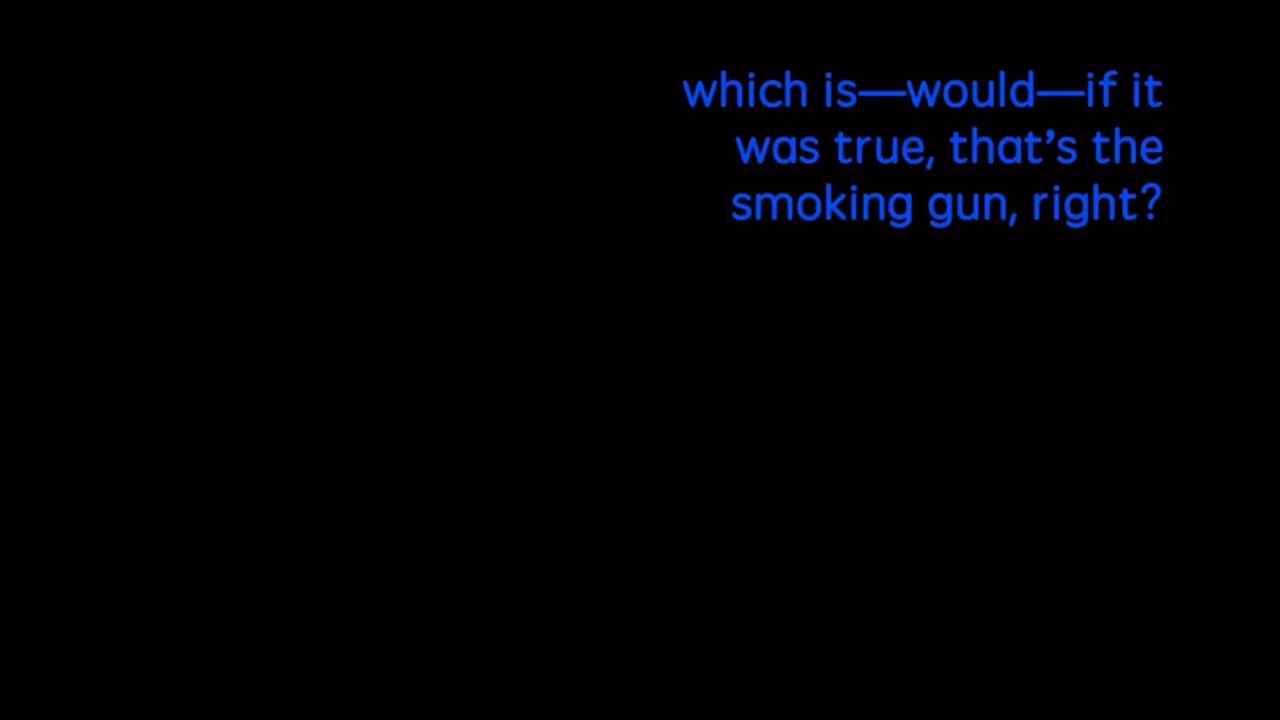 which is—would—if it
was true, that’s the
smoking gun, right?